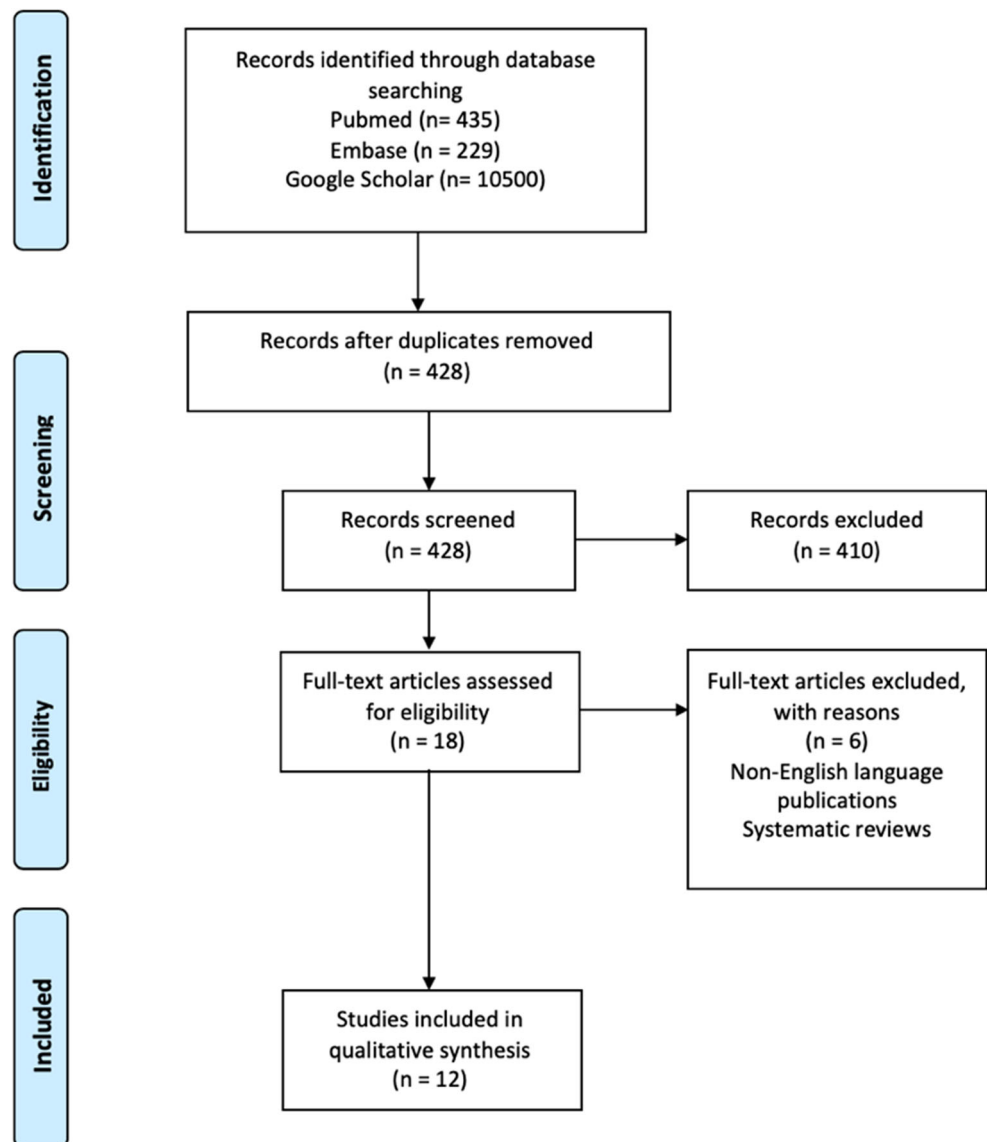 Identification
Records identified through database
searching
Pubmed (n= 435)
Embase (n = 229)
Google Scholar (n= 10500)
Records after duplicates removed
(n = 428)
Screening
Records screened
(n = 428)
Records excluded
(n = 410)
Eligibility
Full-text articles assessed
for eligibility
(n = 18)
Full-text articles excluded,
with reasons
(n = 6)
Non-English language
publications
Systematic reviews
Included
Studies included in
qualitative synthesis
(n = 12)